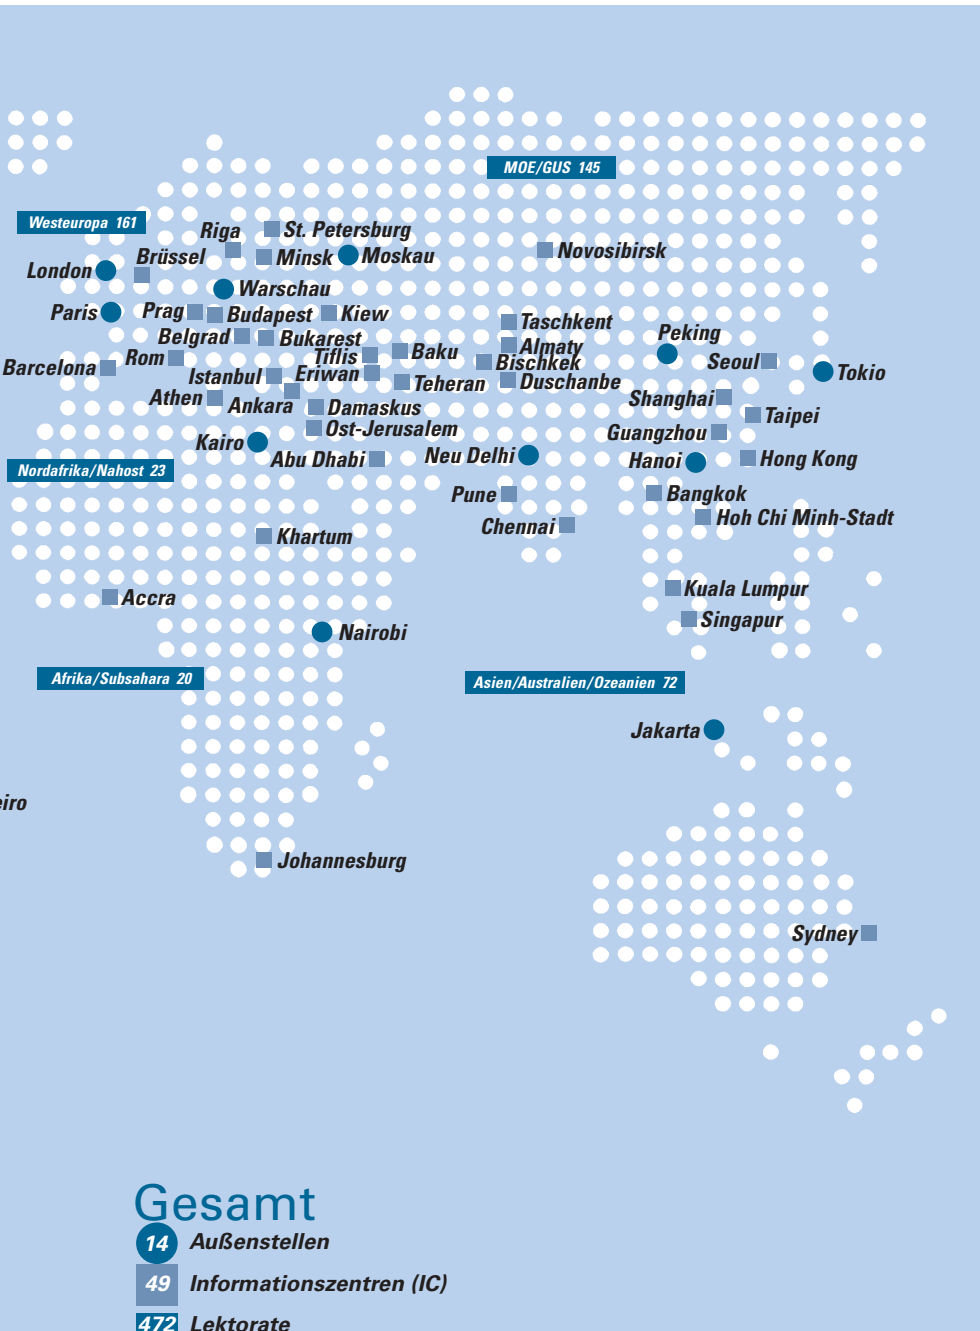 MOE/GUS 145
Westeuropa 161
Riga
St. Petersburg
Brüssel
Minsk
Moskau
Novosibirsk
London
Warschau
Paris
Prag
Budapest
Kiew
Taschkent
Peking
Belgrad
Bukarest
Almaty
Barcelona
Rom
Tiflis
Baku
Bischkek
Seoul
Tokio
Istanbul
Eriwan
Teheran
Duschanbe
Athen
Ankara
Damaskus
Shanghai
Taipei
Ost-Jerusalem
Guangzhou
Kairo
Abu Dhabi
Neu Delhi
Hanoi
Hong Kong
Nordafrika/Nahost 23
Pune
Bangkok
Chennai
Hoh Chi Minh-Stadt
Khartum
Accra
Kuala Lumpur
Singapur
Nairobi
Afrika/Subsahara 20
Asien/Australien/Ozeanien 72
Jakarta
eiro
Johannesburg
Sydney
Gesamt
14 Außenstellen
49 Informationszentren (IC)
472 Lektorate